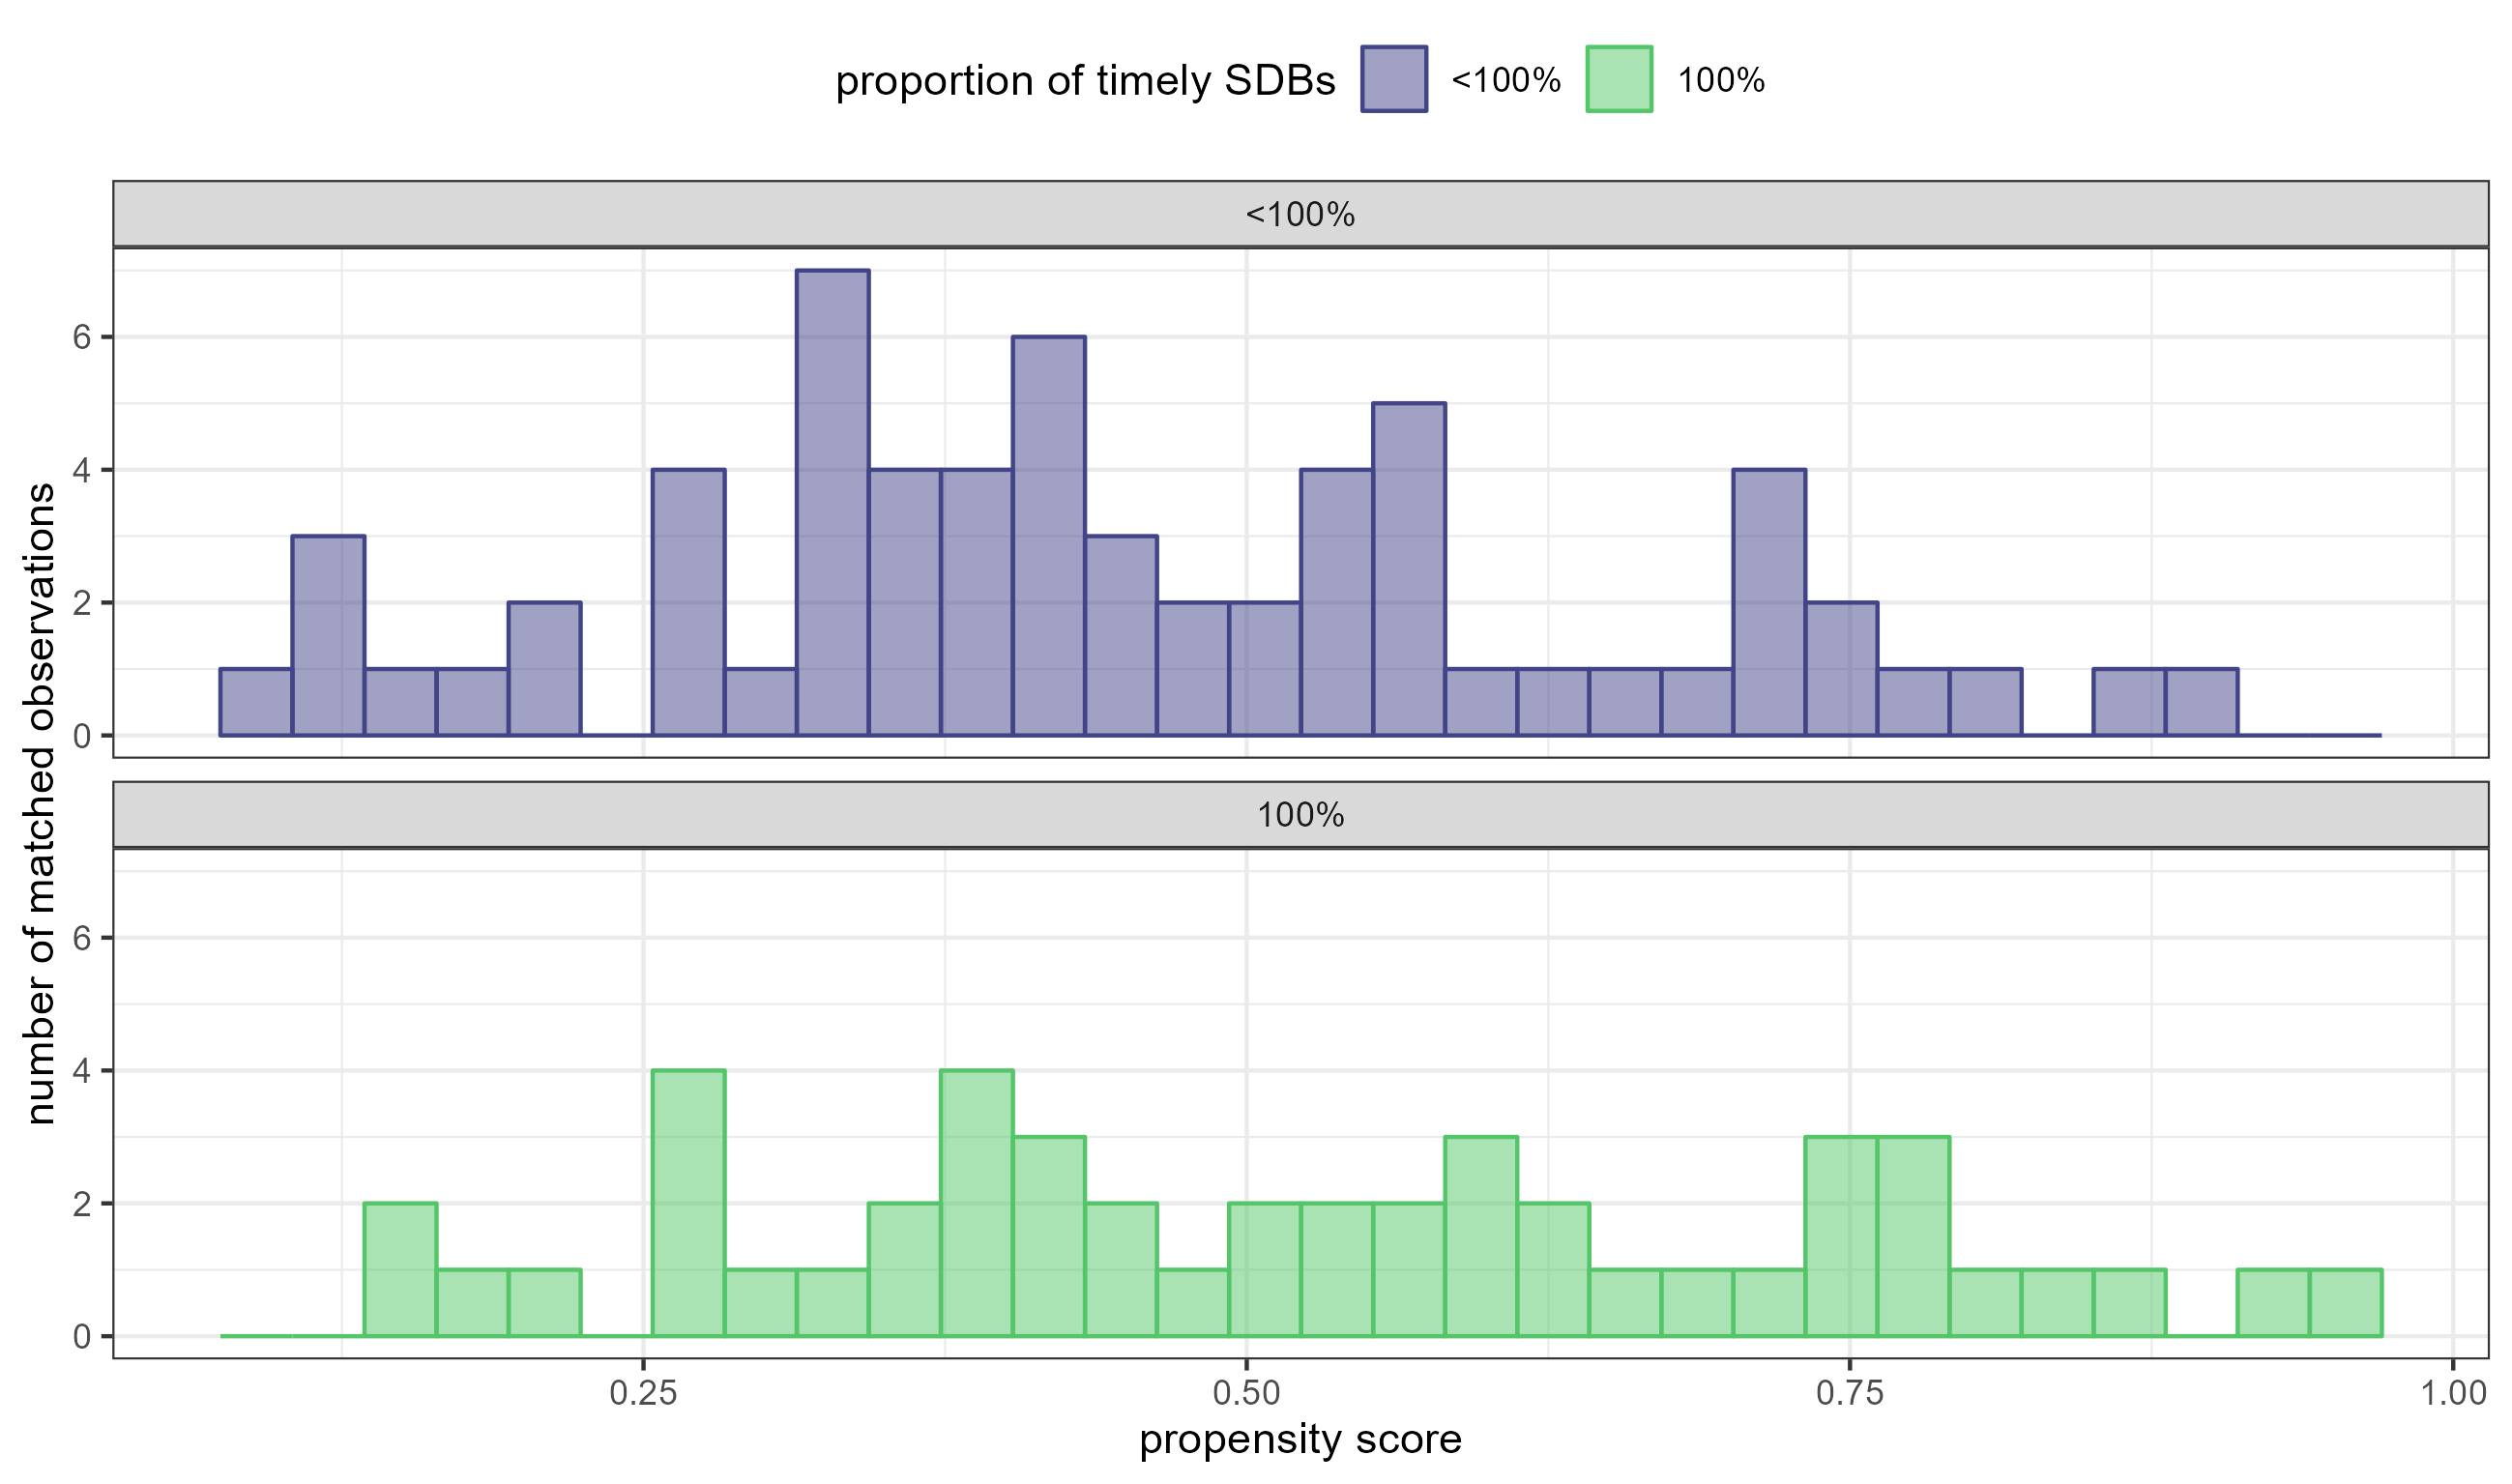 proportion of timely SDBs <100% 100%
<100%
6
4
2
0
100%
6
4
2
0
number of matched observations
0.25 0.50 0.75 1.00
propensity score